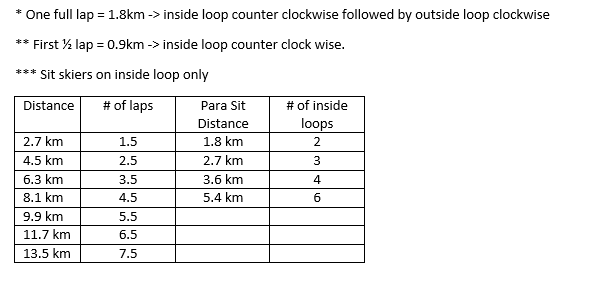 * One full lap = 1.8km -> inside loop counter clockwise followed by outside loop clockwise
** First ½ lap = 0.9km -> inside loop counter clock wise.
*** Sit skiers on inside loop only
Distance # of laps Para Sit Distance # of inside loops
2.7 km 1.5 1.8 km 2
4.5 km 2.5 2.7 km 3
6.3 km 3.5 3.6 km 4
8.1 km 4.5 5.4 km 6
9.9 km 5.5
11.7 km 6.5
13.5 km 7.5